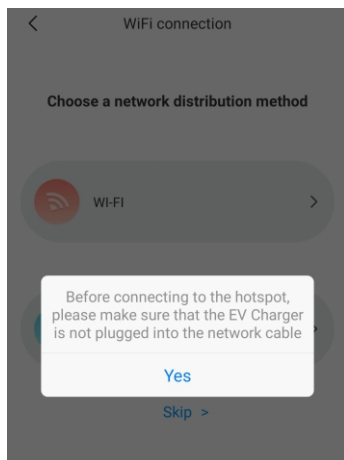 WiFi connection
Choose a network distribution method
WI-FI
Before connecting to the hotspot,
please make sure that the EV Charger
is not plugged into the network cable
Yes
Skip >